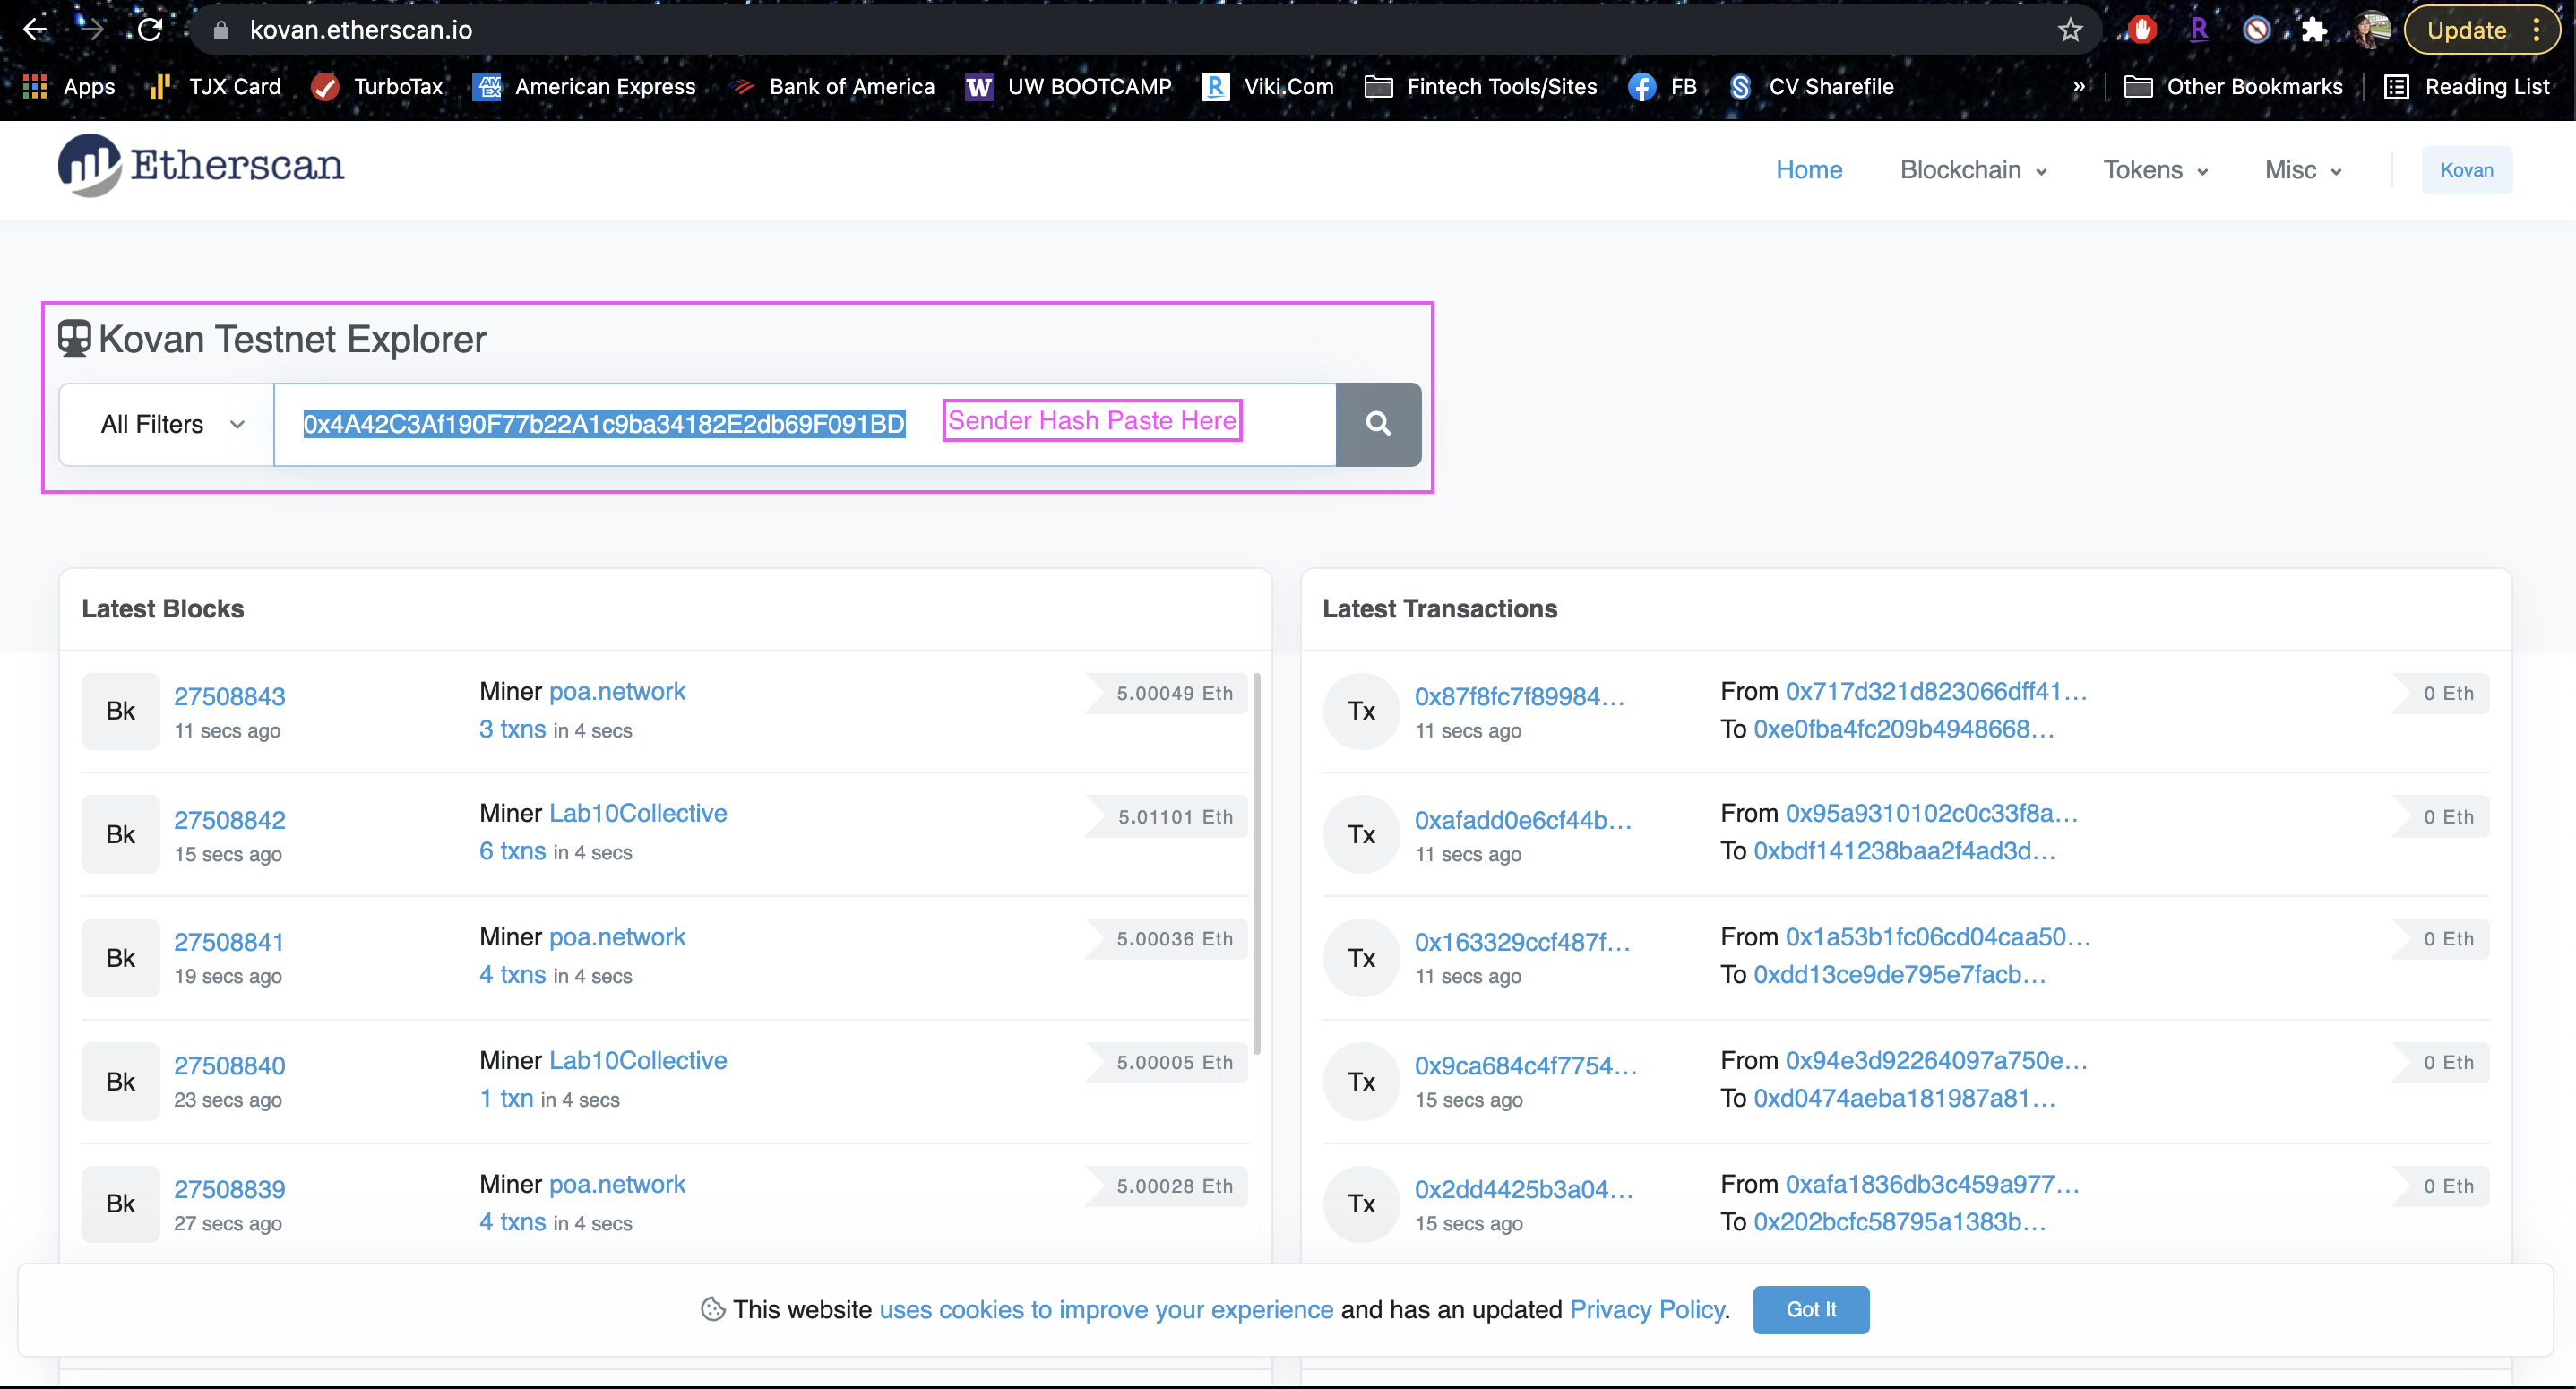 kovan.etherscan.io
Update
Apps TJX Card TurboTax American Express Bank of America UW BOOTCAMP Viki.Com Fintech Tools/Sites FB CV Sharefile » Other Bookmarks Reading List
Etherscan
Home Blockchain Tokens Misc Kovan
Kovan Testnet Explorer
All Filters 0x4A42C3Af190F77b22A1c9ba34182E2db69F091BD Sender Hash Paste Here
Latest Blocks
Bk 27508843 Miner poa.network 5.00049 Eth
11 secs ago 3 txns in 4 secs
Bk 27508842 Miner Lab10Collective 5.01101 Eth
15 secs ago 6 txns in 4 secs
Bk 27508841 Miner poa.network 5.00036 Eth
19 secs ago 4 txns in 4 secs
Bk 27508840 Miner Lab10Collective 5.00005 Eth
23 secs ago 1 txn in 4 secs
Bk 27508839 Miner poa.network 5.00028 Eth
27 secs ago 4 txns in 4 secs
Latest Transactions
Tx 0x87f8fc7f89984... From 0x717d321d823066dff41... 0 Eth
11 secs ago To 0xe0fba4fc209b4948668...
Tx 0xafadd0e6cf44b... From 0x95a9310102c0c33f8a... 0 Eth
11 secs ago To 0xbdf141238baa2f4ad3d...
Tx 0x163329ccf487f... From 0x1a53b1fc06cd04caa50... 0 Eth
11 secs ago To 0xdd13ce9de795e7facb...
Tx 0x9ca684c4f7754... From 0x94e3d92264097a750e... 0 Eth
15 secs ago To 0xd0474aeba181987a81...
Tx 0x2dd4425b3a04... From 0xafa1836db3c459a977... 0 Eth
15 secs ago To 0x202bcfc58795a1383b...
This website uses cookies to improve your experience and has an updated Privacy Policy. Got It